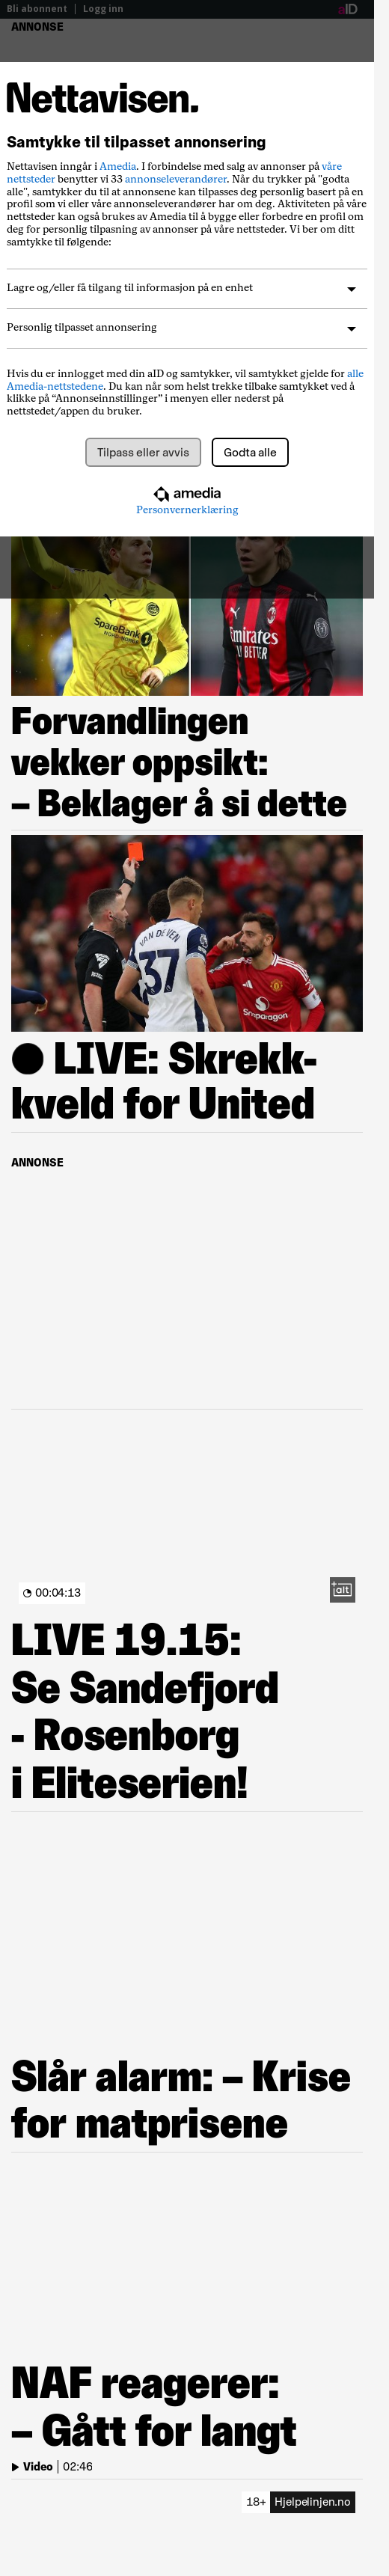 Bli abonnent | Logg inn
aID
ANNONSE
Nettavisen.
Samtykke til tilpasset annonsering
Nettavisen inngår i Amedia. I forbindelse med salg av annonser på våre
nettsteder benytter vi 33 annonseleverandører. Når du trykker på "godta
alle", samtykker du til at annonsene kan tilpasses deg personlig basert på en
profil som vi eller våre annonseleverandører har om deg. Aktiviteten på våre
nettsteder kan også brukes av Amedia til å bygge eller forbedre en profil om
deg for personlig tilpasning av annonser på våre nettsteder. Vi ber om ditt
samtykke til følgende:
Lagre og/eller få tilgang til informasjon på en enhet
Personlig tilpasset annonsering
Hvis du er innlogget med din aID og samtykker, vil samtykket gjelde for alle
Amedia-nettstedene. Du kan når som helst trekke tilbake samtykket ved å
klikke på “Annonseinnstillinger” i menyen eller nederst på
nettstedet/appen du bruker.
Tilpass eller avvis
Godta alle
amedia
Personvernerklæring
SpareBank 1
NORD-NORGE
Emirates
FLY BETTER
Forvandlingen
vekker oppsikt:
– Beklager å si dette
VAN DE VEN
37
Snapdragon
LIVE: Skrekk-
kveld for United
ANNONSE
00:04:13
+alt
LIVE 19.15:
Se Sandefjord
- Rosenborg
i Eliteserien!
Slår alarm: – Krise
for matprisene
NAF reagerer:
– Gått for langt
Video | 02:46
18+ Hjelpelinjen.no